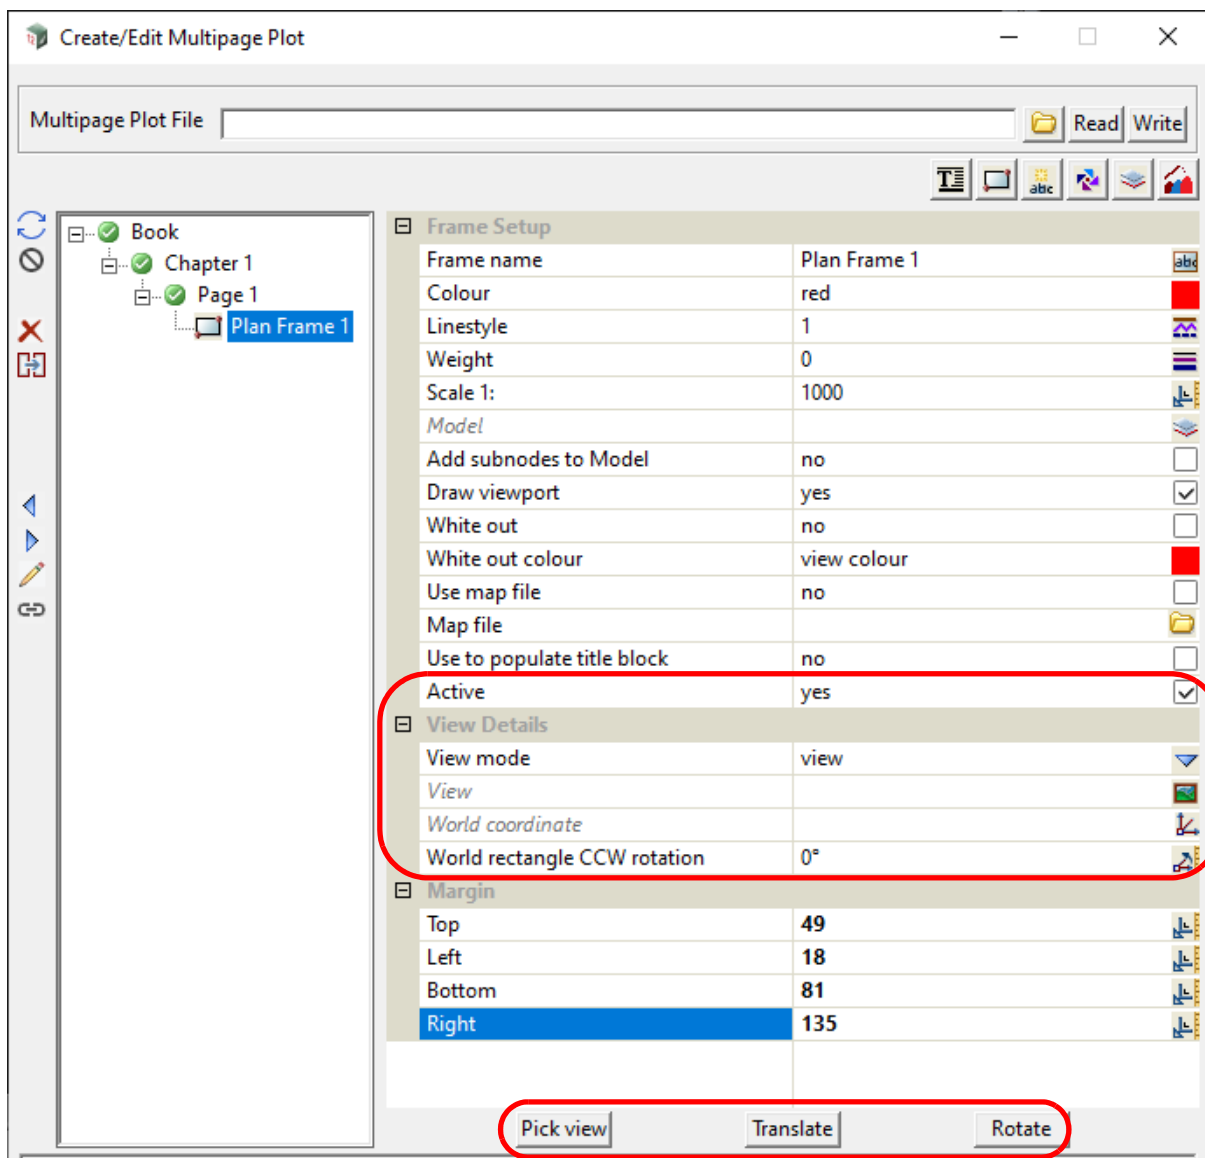 Create/Edit Multipage Plot
Multipage Plot File Read Write
T abc
Book
Chapter 1
Page 1
Plan Frame 1
Frame Setup
Frame name Plan Frame 1 abc
Colour red
Linestyle 1
Weight 0
Scale 1: 1000
Model
Add subnodes to Model no
Draw viewport yes
White out no
White out colour view colour
Use map file no
Map file
Use to populate title block no
Active yes
View Details
View mode view
View
World coordinate
World rectangle CCW rotation 0°
Margin
Top 49
Left 18
Bottom 81
Right 135
Pick view Translate Rotate